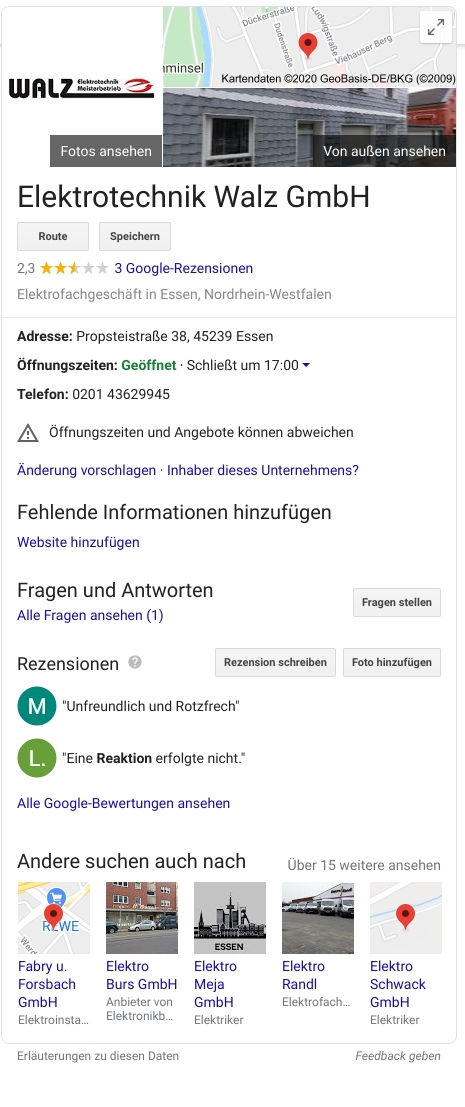 Dückerstraße
Dudenstraße
Ludwigstraße
Viehauser Berg
hminsel
Kartendaten ©2020 GeoBasis-DE/BKG (©2009)
WALZ Elektrotechnik
Meisterbetrieb
Fotos ansehen
Von außen ansehen
Elektrotechnik Walz GmbH
Route Speichern
2,3 3 Google-Rezensionen
Elektrofachgeschäft in Essen, Nordrhein-Westfalen
Adresse: Propsteistraße 38, 45239 Essen
Öffnungszeiten: Geöffnet · Schließt um 17:00
Telefon: 0201 43629945
Öffnungszeiten und Angebote können abweichen
Änderung vorschlagen · Inhaber dieses Unternehmens?
Fehlende Informationen hinzufügen
Website hinzufügen
Fragen und Antworten
Alle Fragen ansehen (1)
Fragen stellen
Rezensionen ? Rezension schreiben Foto hinzufügen
M "Unfreundlich und Rotzfrech"
L. "Eine Reaktion erfolgte nicht."
Alle Google-Bewertungen ansehen
Andere suchen auch nach Über 15 weitere ansehen
REWE
Werd
ESSEN
Fabry u.
Forsbach
GmbH
Elektroinsta...
Elektro
Burs GmbH
Anbieter von
Elektronikb...
Elektro
Meja
GmbH
Elektriker
Elektro
Randl
Elektrofach...
Elektro
Schwack
GmbH
Elektriker
Erläuterungen zu diesen Daten Feedback geben